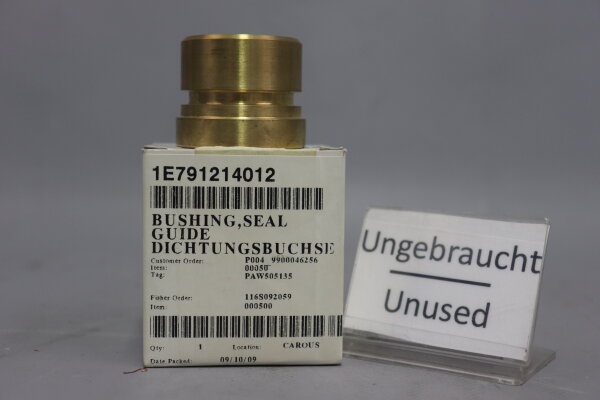 1E791214012
BUSHING,SEAL
GUIDE
DICHTUNGSBUCHSE
Customer Order: P004 9900046256
Item: 00050
Tag: PAW505135
Fisher Order: 1168092059
Item: 000500
Qty: 1 Location: CAROUS
Date Packed: 09/10/09
Ungebraucht
Unused